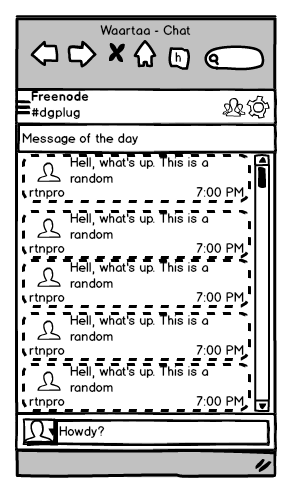 Waartaa - Chat
h
Freenode
#dgplug
Message of the day
Hell, what's up. This is a
random
rtnpro 7:00 PM
Hell, what's up. This is a
random
rtnpro 7:00 PM
Hell, what's up. This is a
random
rtnpro 7:00 PM
Hell, what's up. This is a
random
rtnpro 7:00 PM
Hell, what's up. This is a
random
rtnpro 7:00 PM
Howdy?